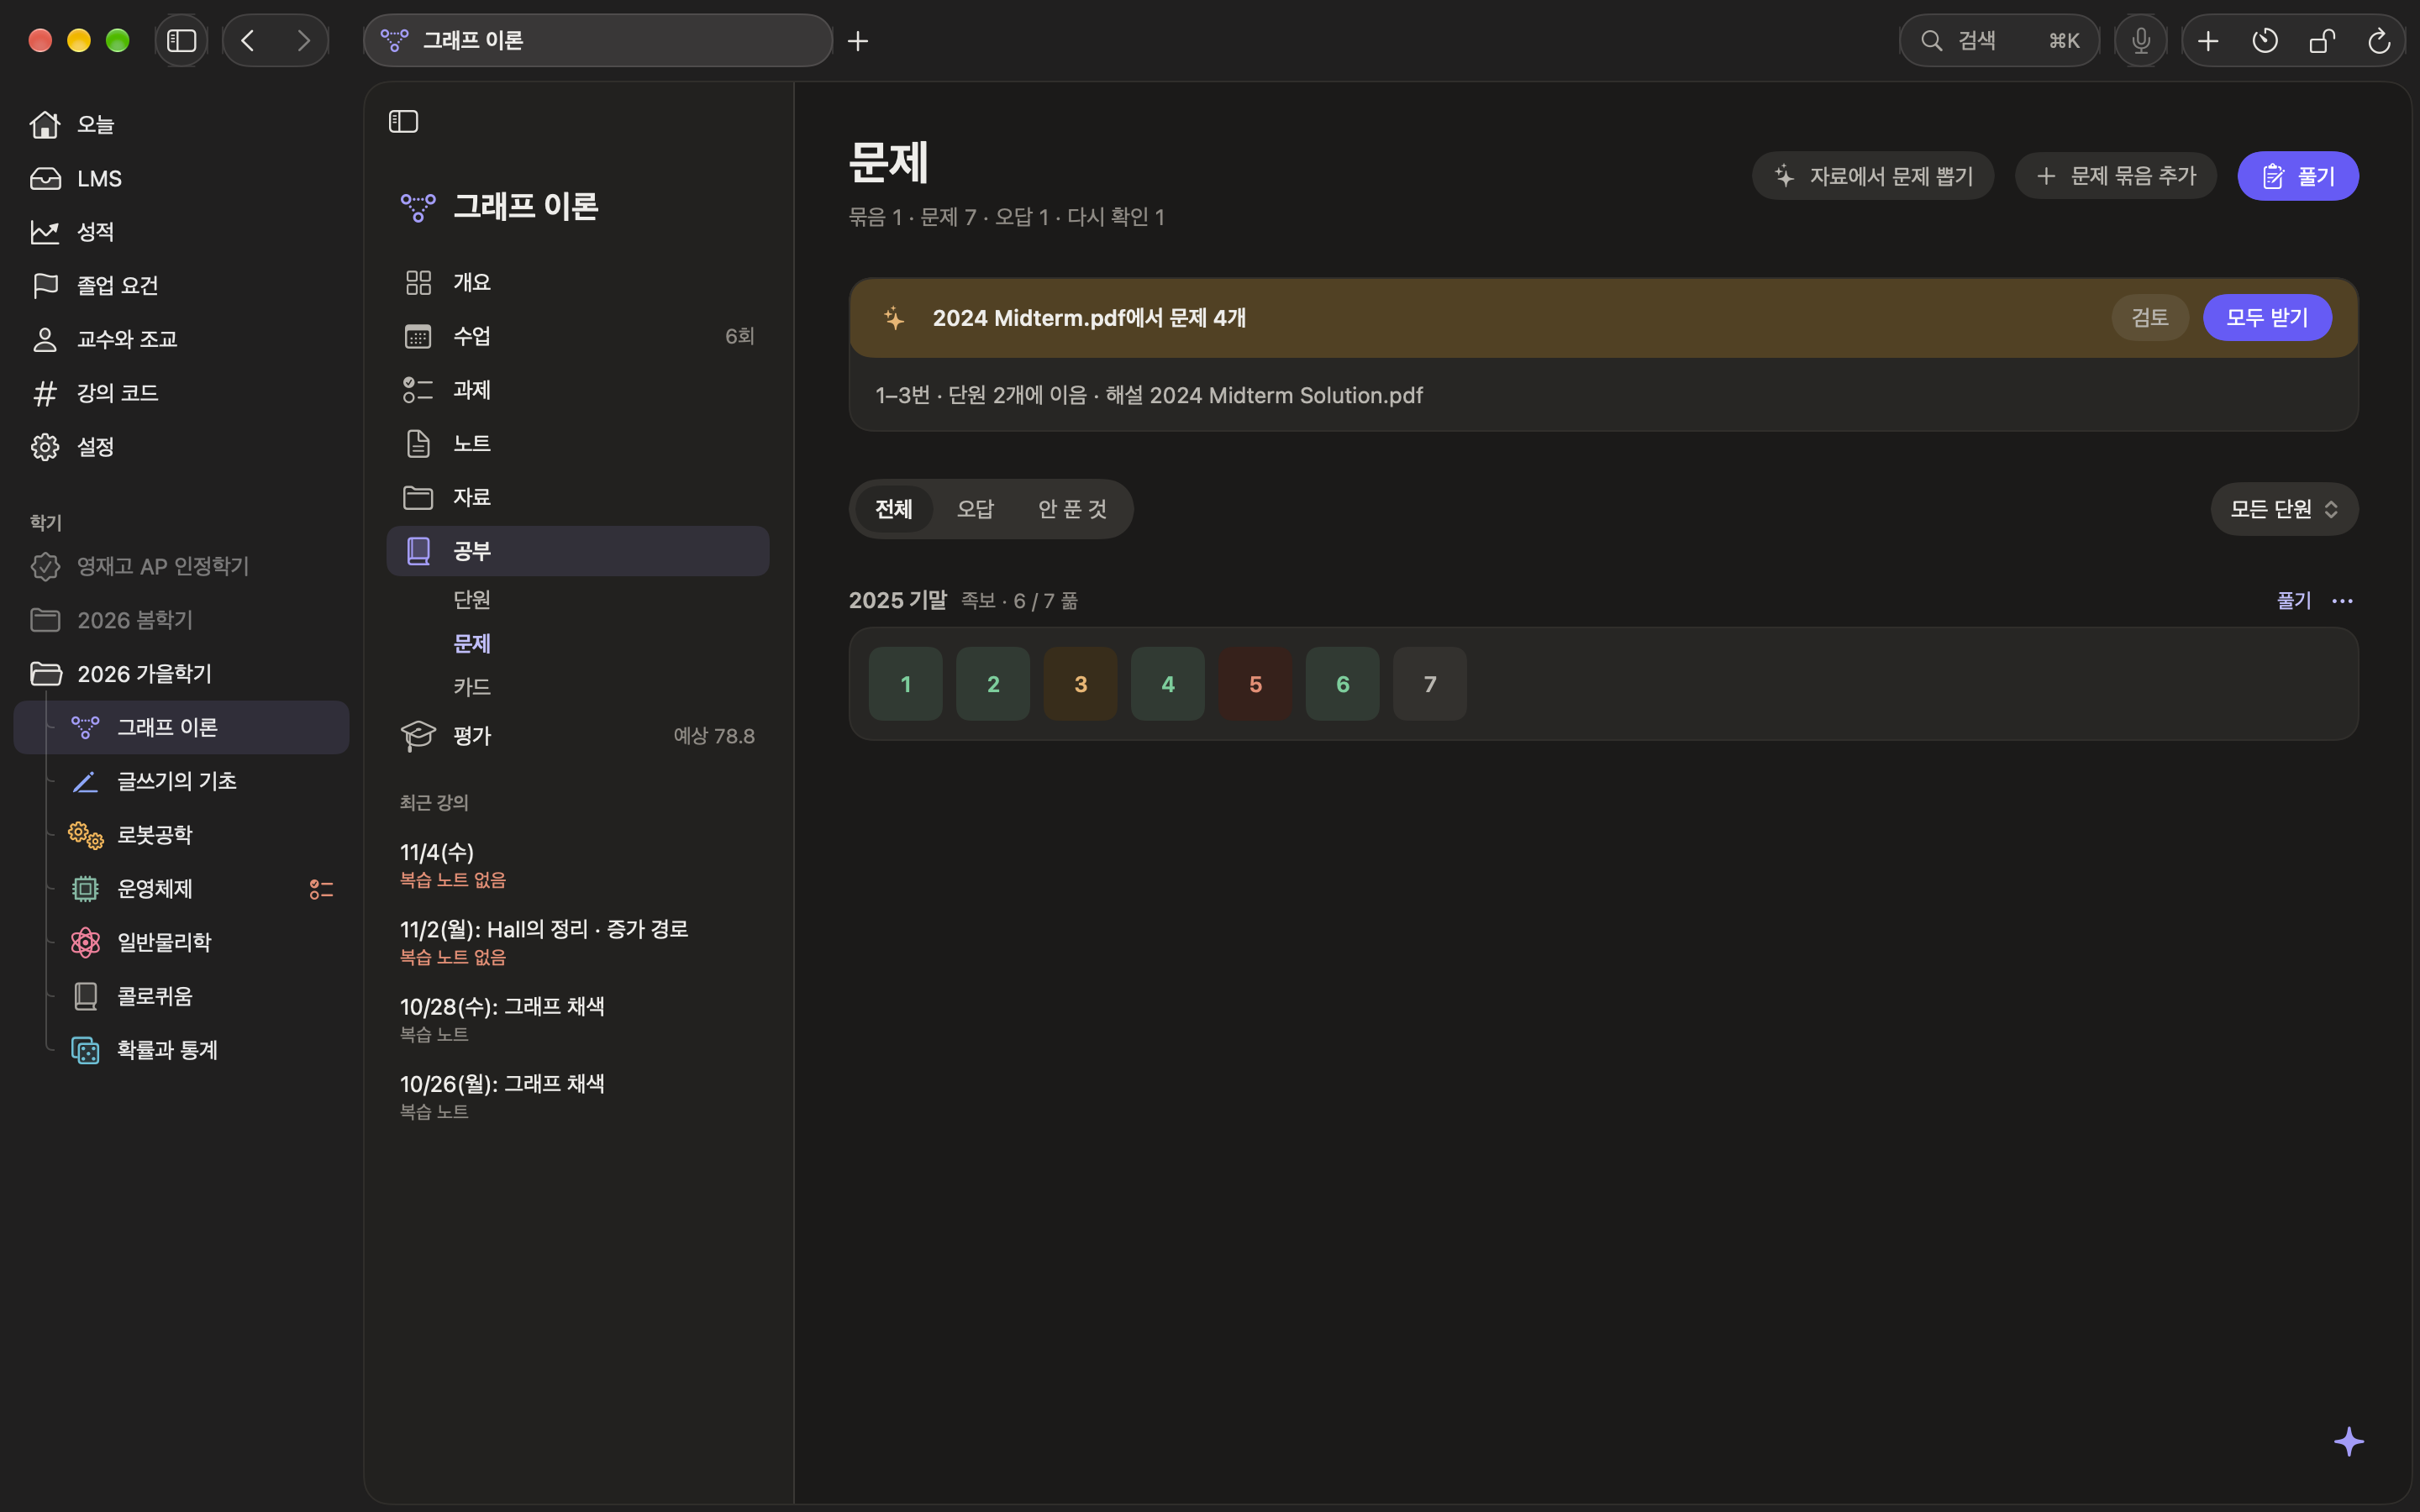 그래프 이론
검색 ⌘K
오늘
LMS
성적
졸업 요건
교수와 조교
강의 코드
설정
학기
영재고 AP 인정학기
2026 봄학기
2026 가을학기
그래프 이론
글쓰기의 기초
로봇공학
운영체제
일반물리학
콜로퀴움
확률과 통계
그래프 이론
개요
수업 6회
과제
노트
자료
공부
단원
문제
카드
평가 예상 78.8
최근 강의
11/4(수)
복습 노트 없음
11/2(월): Hall의 정리 · 증가 경로
복습 노트 없음
10/28(수): 그래프 채색
복습 노트
10/26(월): 그래프 채색
복습 노트
문제
묶음 1 · 문제 7 · 오답 1 · 다시 확인 1
자료에서 문제 뽑기
문제 묶음 추가
풀기
2024 Midterm.pdf에서 문제 4개
검토
모두 받기
1–3번 · 단원 2개에 이음 · 해설 2024 Midterm Solution.pdf
전체 오답 안 푼 것
모든 단원
2025 기말 족보 · 6 / 7 풂
풀기
1 2 3 4 5 6 7